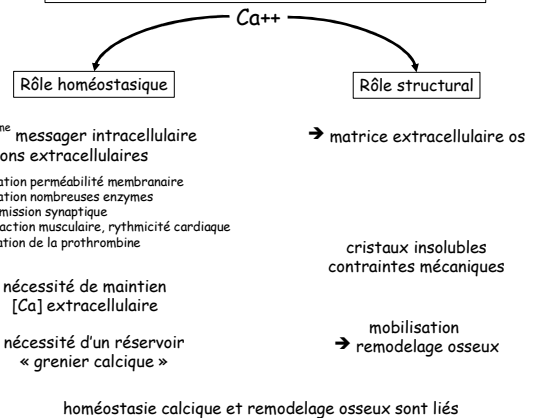 Ca++
Rôle homéostasique
Rôle structural
me messager intracellulaire
ons extracellulaires
ation perméabilité membranaire
ation nombreuses enzymes
mission synaptique
action musculaire, rythmicité cardiaque
ation de la prothrombine
nécessité de maintien
[Ca] extracellulaire
nécessité d'un réservoir
« grenier calcique »
➔ matrice extracellulaire os
cristaux insolubles
contraintes mécaniques
mobilisation
➔ remodelage osseux
homéostasie calcique et remodelage osseux sont liés